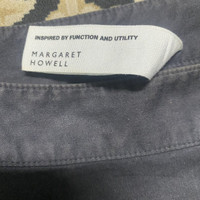 INSPIRED BY FUNCTION AND UTILITY
MARGARET
HOWELL